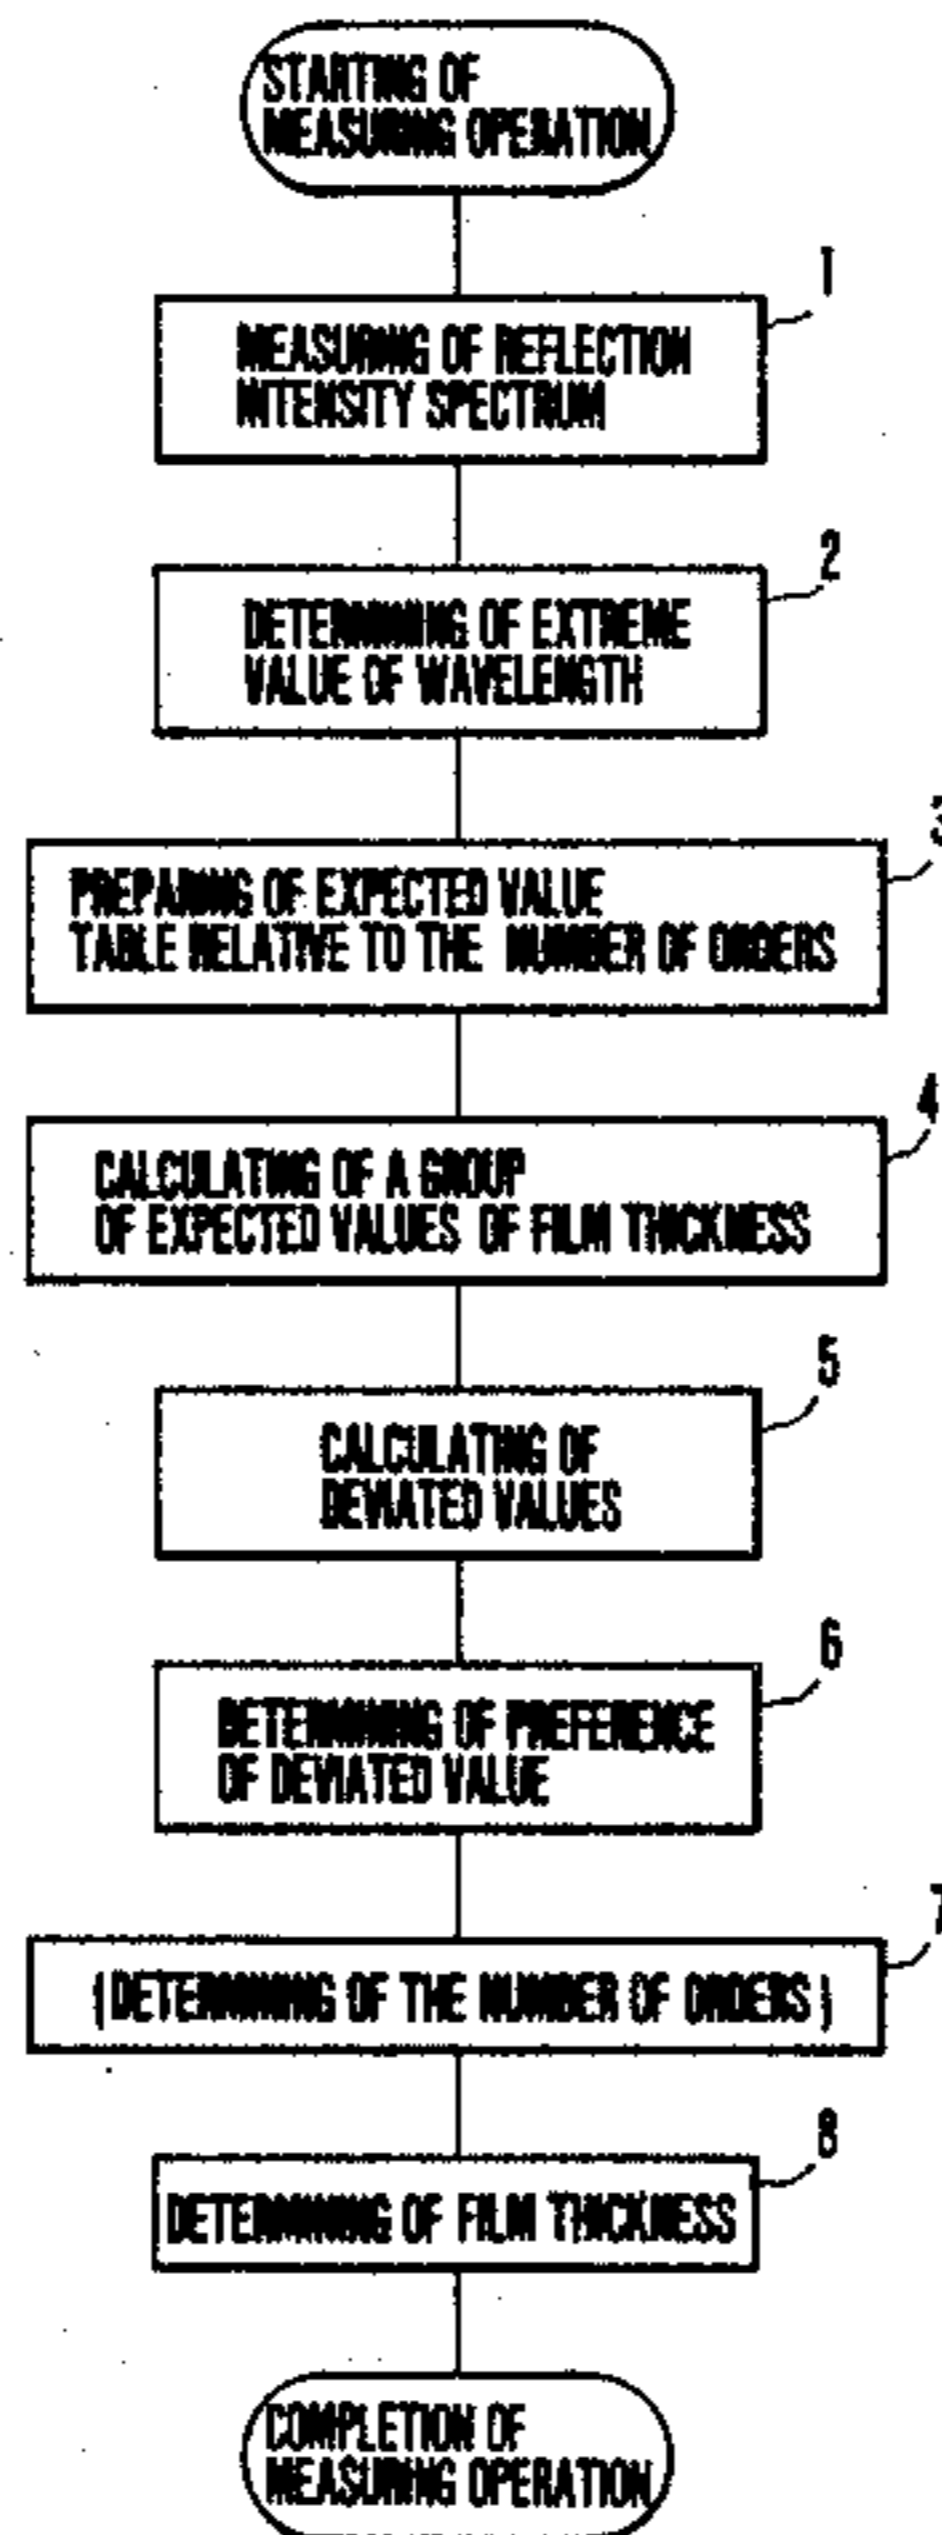 STARTING OF
MEASURING OPERATION
1
MEASURING OF REFLECTION
INTENSITY SPECTRUM
2
DETERMINING OF EXTREME
VALUE OF WAVELENGTH
3
PREPARING OF EXPECTED VALUE
TABLE RELATIVE TO THE NUMBER OF ORDERS
4
CALCULATING OF A GROUP
OF EXPECTED VALUES OF FILM THICKNESS
5
CALCULATING OF
DEVIATED VALUES
6
DETERMINING OF PREFERENCE
OF DEVIATED VALUE
7
(DETERMINING OF THE NUMBER OF ORDERS)
8
DETERMINING OF FILM THICKNESS
COMPLETION OF
MEASURING OPERATION